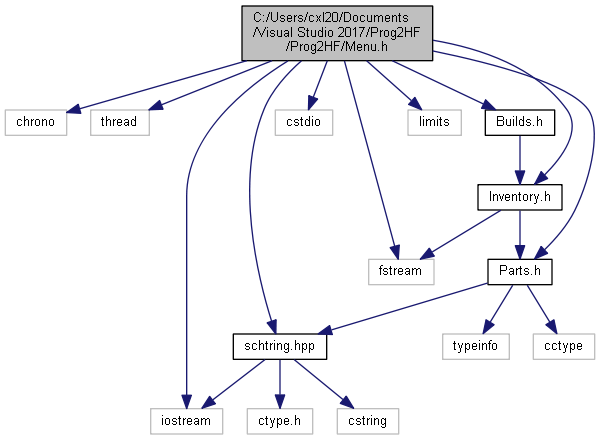 C:/Users/cxl20/Documents
/Visual Studio 2017/Prog2HF
/Prog2HF/Menu.h
chrono
thread
cstdio
limits
Builds.h
Inventory.h
fstream
Parts.h
schtring.hpp
typeinfo
cctype
iostream
ctype.h
cstring